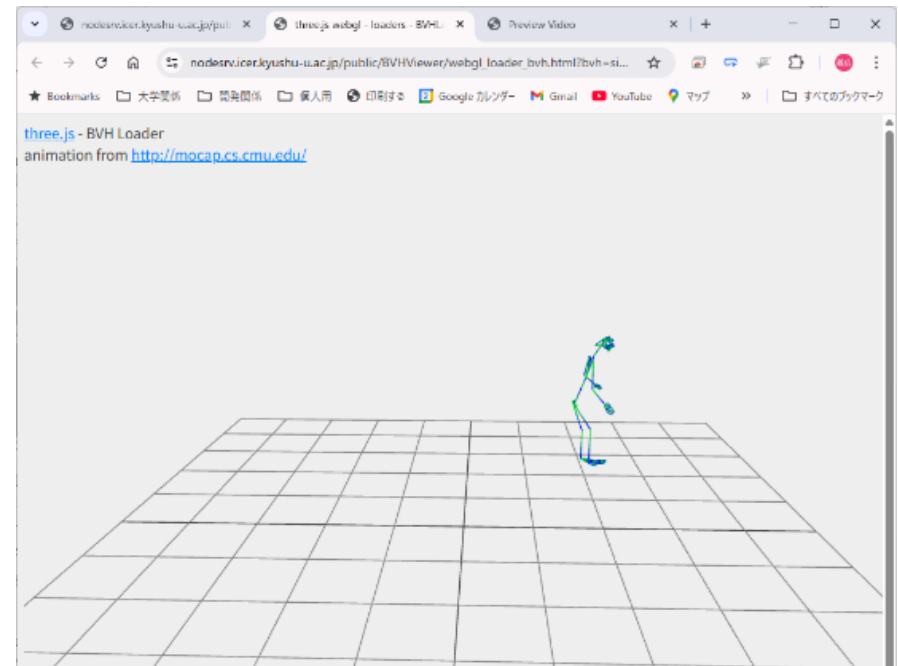 nodesrv.icer.kyushu-u.ac.jp/pub
three.js webgl - loaders - BVHL
Preview Video
nodesrv.icer.kyushu-u.ac.jp/public/BVHViewer/webgl_loader_bvh.html?bvh=si...
Bookmarks 大学関係 開発関係 個人用 印刷する Google カレンダー Gmail YouTube マップ » すべてのブックマーク
three.js - BVH Loader
animation from http://mocap.cs.cmu.edu/